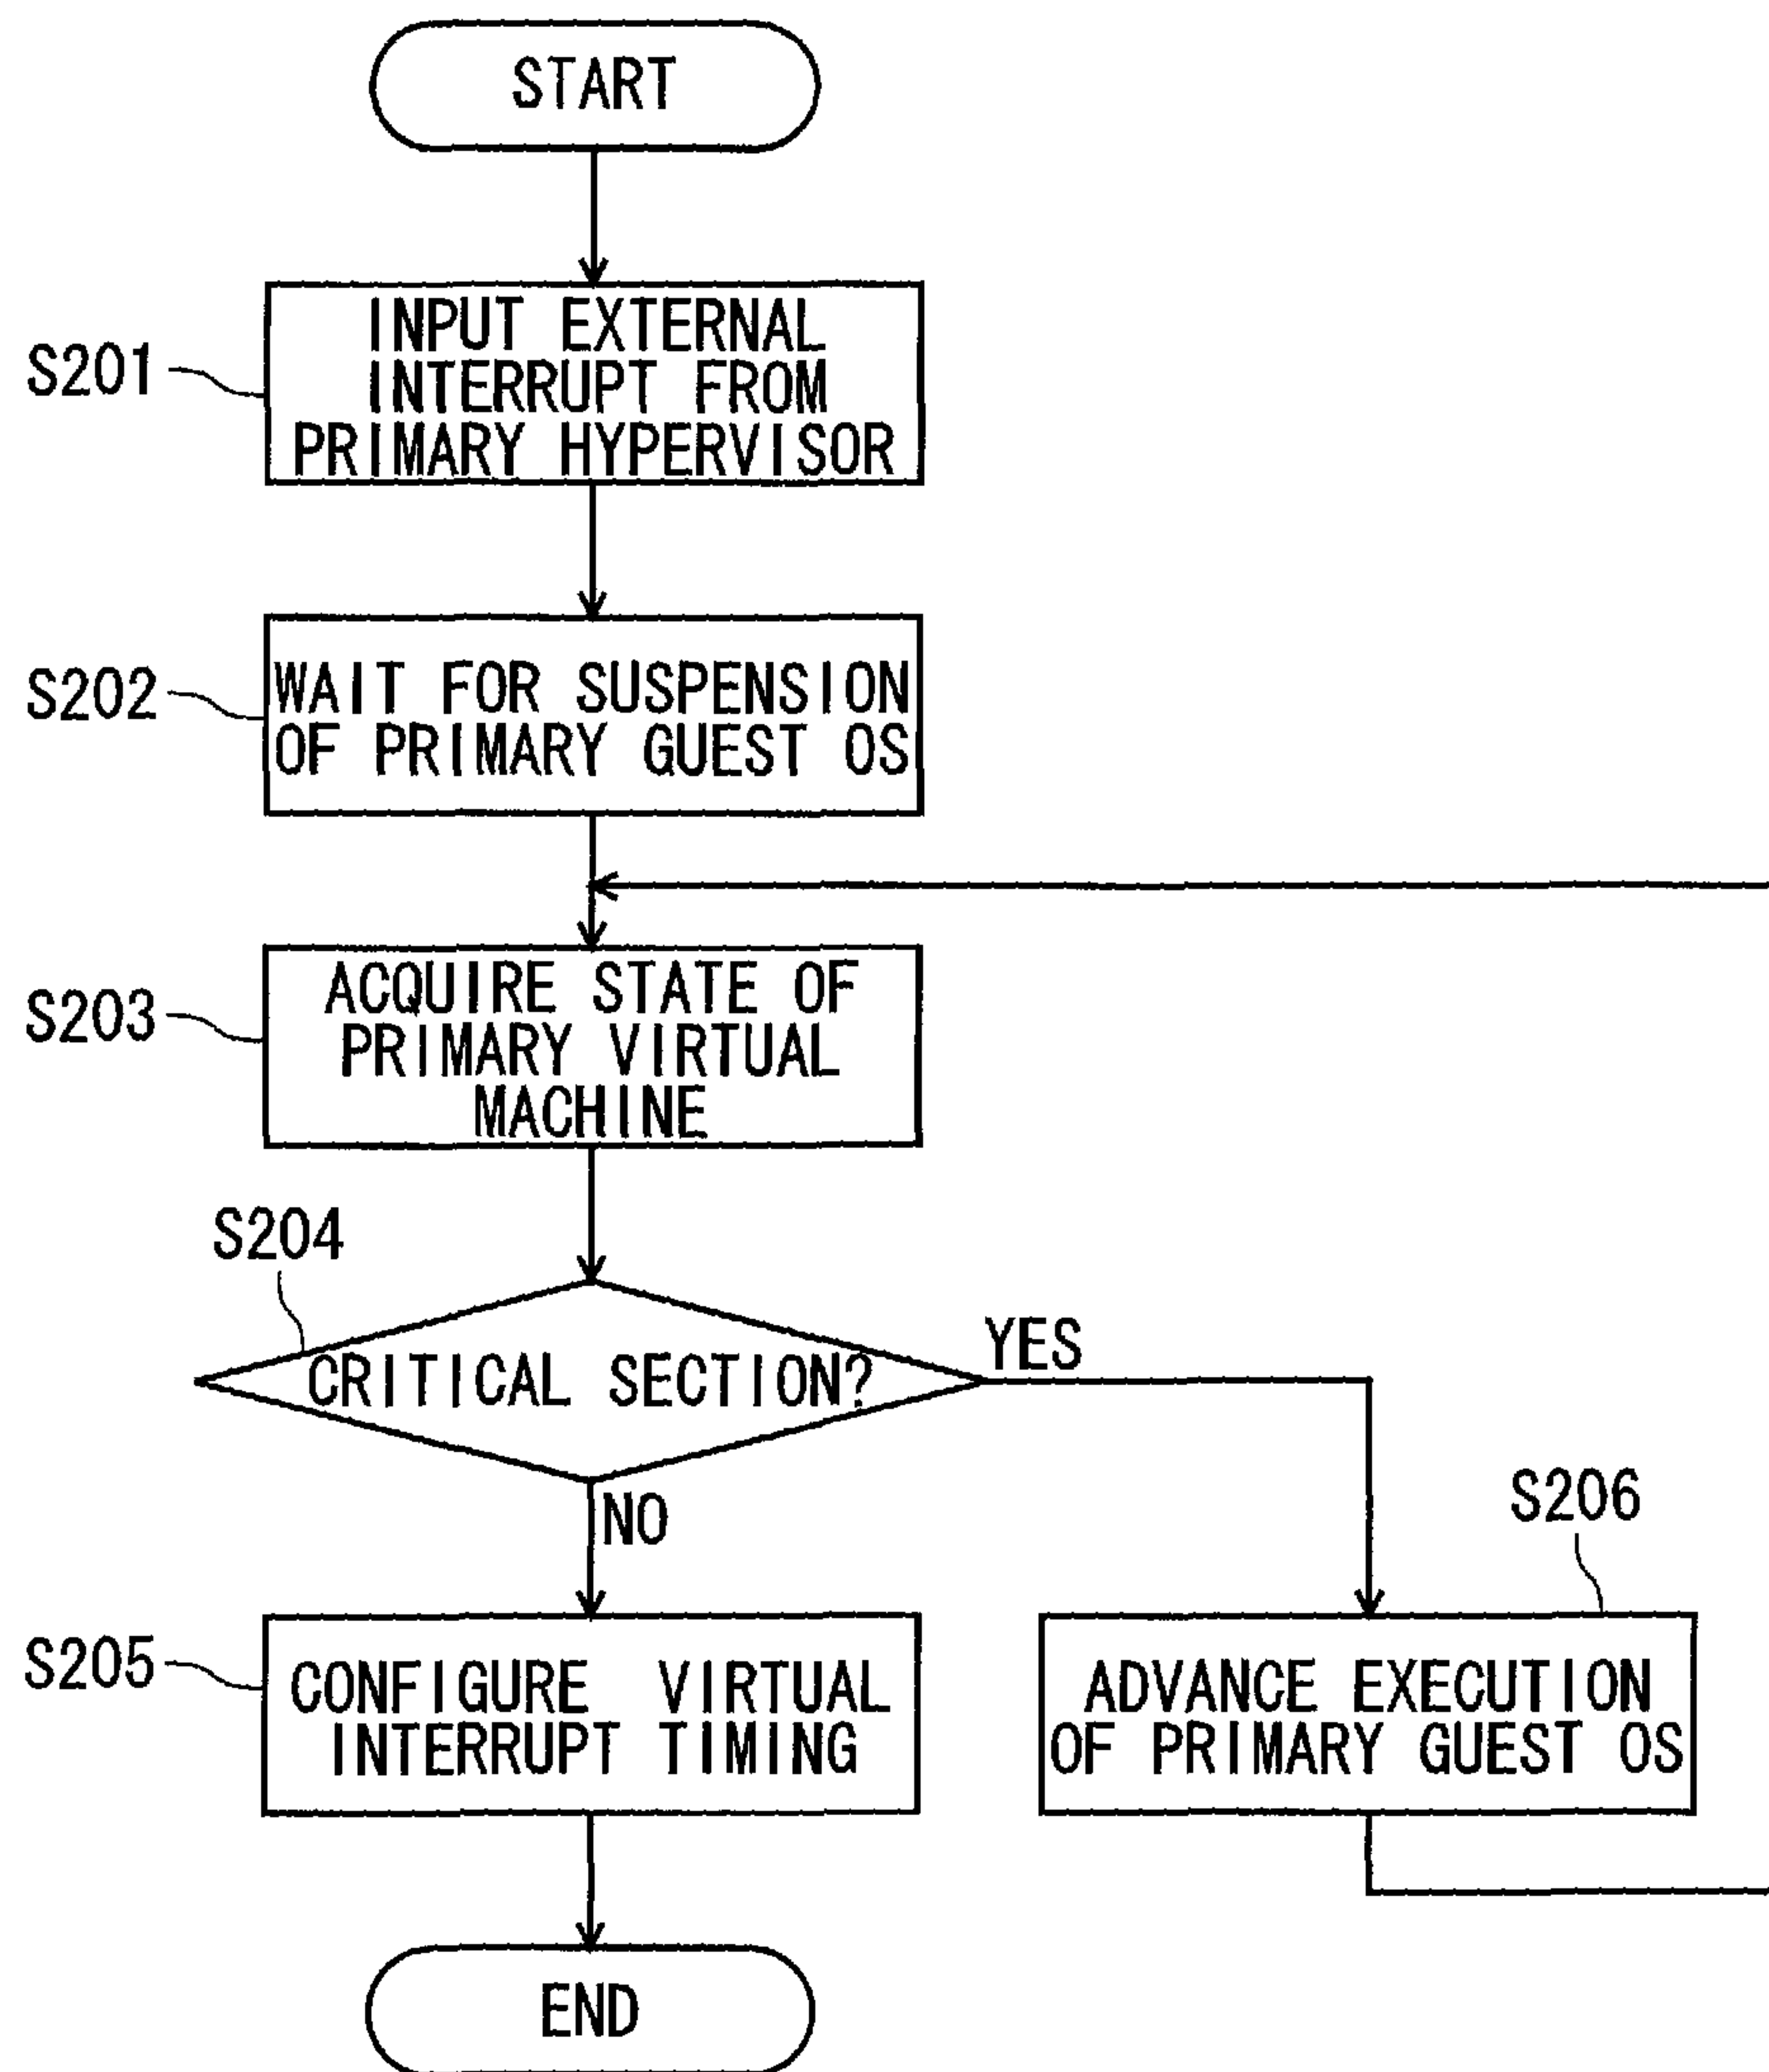 START
S201
INPUT EXTERNAL
INTERRUPT FROM
PRIMARY HYPERVISOR
S202
WAIT FOR SUSPENSION
OF PRIMARY GUEST OS
S203
ACQUIRE STATE OF
PRIMARY VIRTUAL
MACHINE
S204
CRITICAL SECTION?
YES
NO
S205
CONFIGURE VIRTUAL
INTERRUPT TIMING
S206
ADVANCE EXECUTION
OF PRIMARY GUEST OS
END